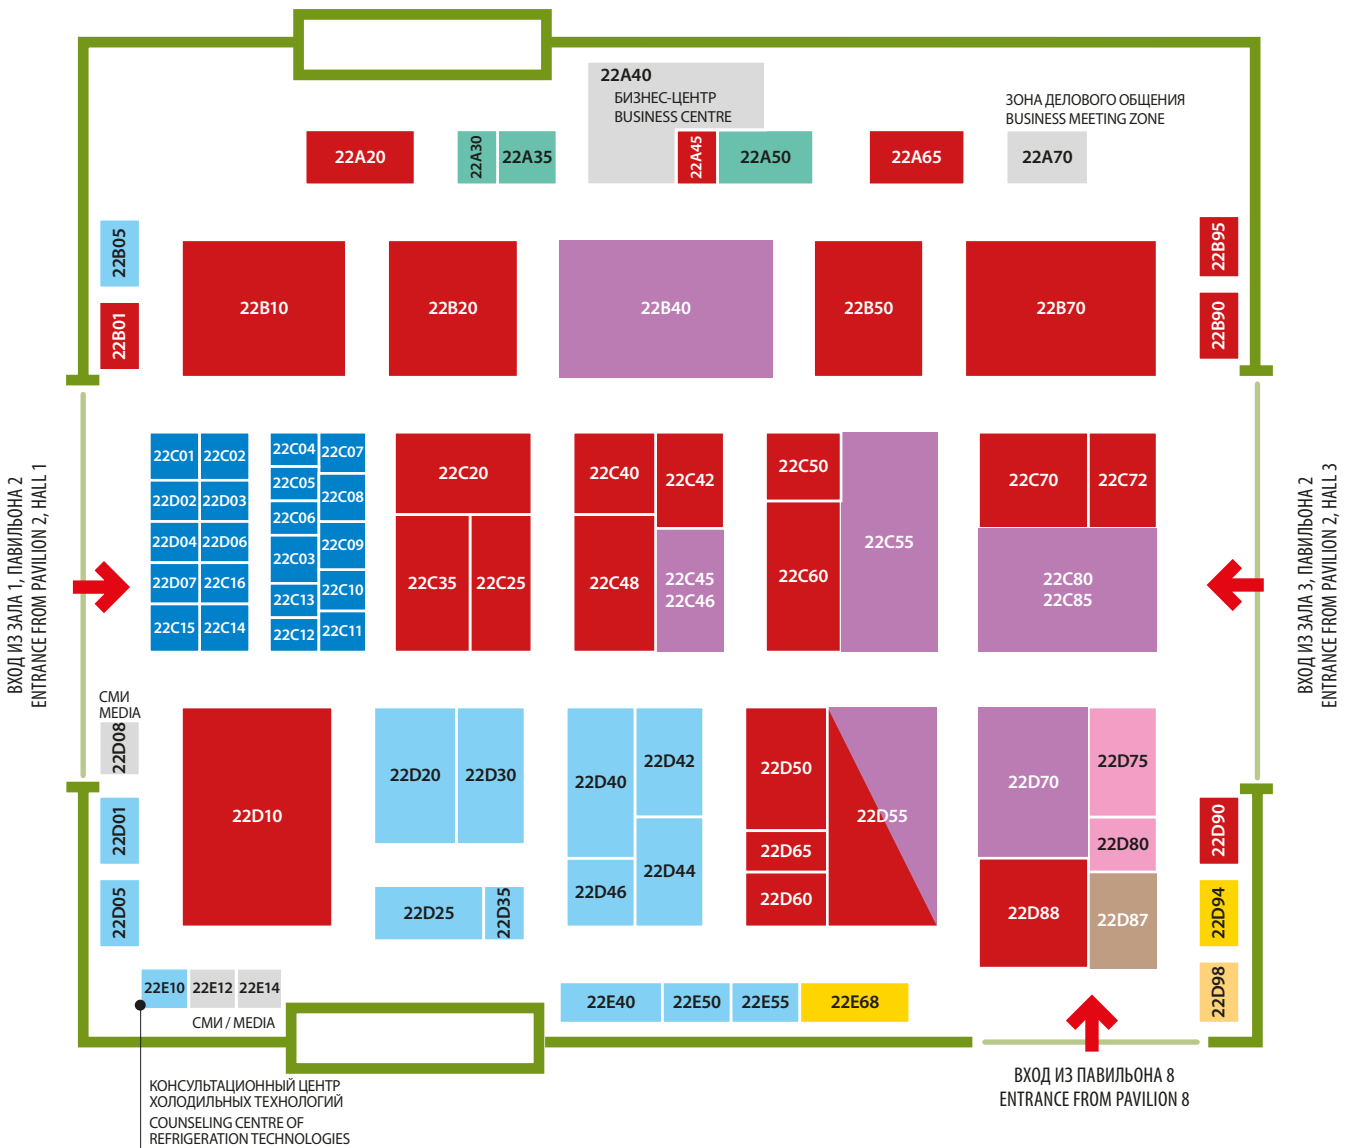 22A40
БИЗНЕС-ЦЕНТР
BUSINESS CENTRE
ЗОНА ДЕЛОВОГО ОБЩЕНИЯ
BUSINESS MEETING ZONE
22A20
22A30
22A35
22A45
22A50
22A65
22A70
22B05
22B01
22B10
22B20
22B40
22B50
22B70
22B95
22B90
ВХОД ИЗ ЗАЛА 1, ПАВИЛЬОНА 2
ENTRANCE FROM PAVILION 2, HALL 1
22C01 22C02
22D02 22D03
22D04 22D06
22D07 22C16
22C15 22C14
22C04 22C07
22C05
22C08
22C06
22C09
22C03
22C10
22C13
22C11
22C12
22C20
22C35
22C25
22C40
22C42
22C48
22C45
22C46
22C50
22C60
22C55
22C70
22C72
22C80
22C85
ВХОД ИЗ ЗАЛА 3, ПАВИЛЬОНА 2
ENTRANCE FROM PAVILION 2, HALL 3
СМИ
MEDIA
22D08
22D01
22D05
22D10
22D20
22D30
22D25
22D35
22D40
22D42
22D46
22D44
22D50
22D65
22D60
22D55
22D70
22D75
22D80
22D88
22D87
22D90
22D94
22D98
22E10
22E12
22E14
СМИ / MEDIA
22E40
22E50
22E55
22E68
КОНСУЛЬТАЦИОННЫЙ ЦЕНТР
ХОЛОДИЛЬНЫХ ТЕХНОЛОГИЙ
COUNSELING CENTRE OF
REFRIGERATION TECHNOLOGIES
ВХОД ИЗ ПАВИЛЬОНА 8
ENTRANCE FROM PAVILION 8